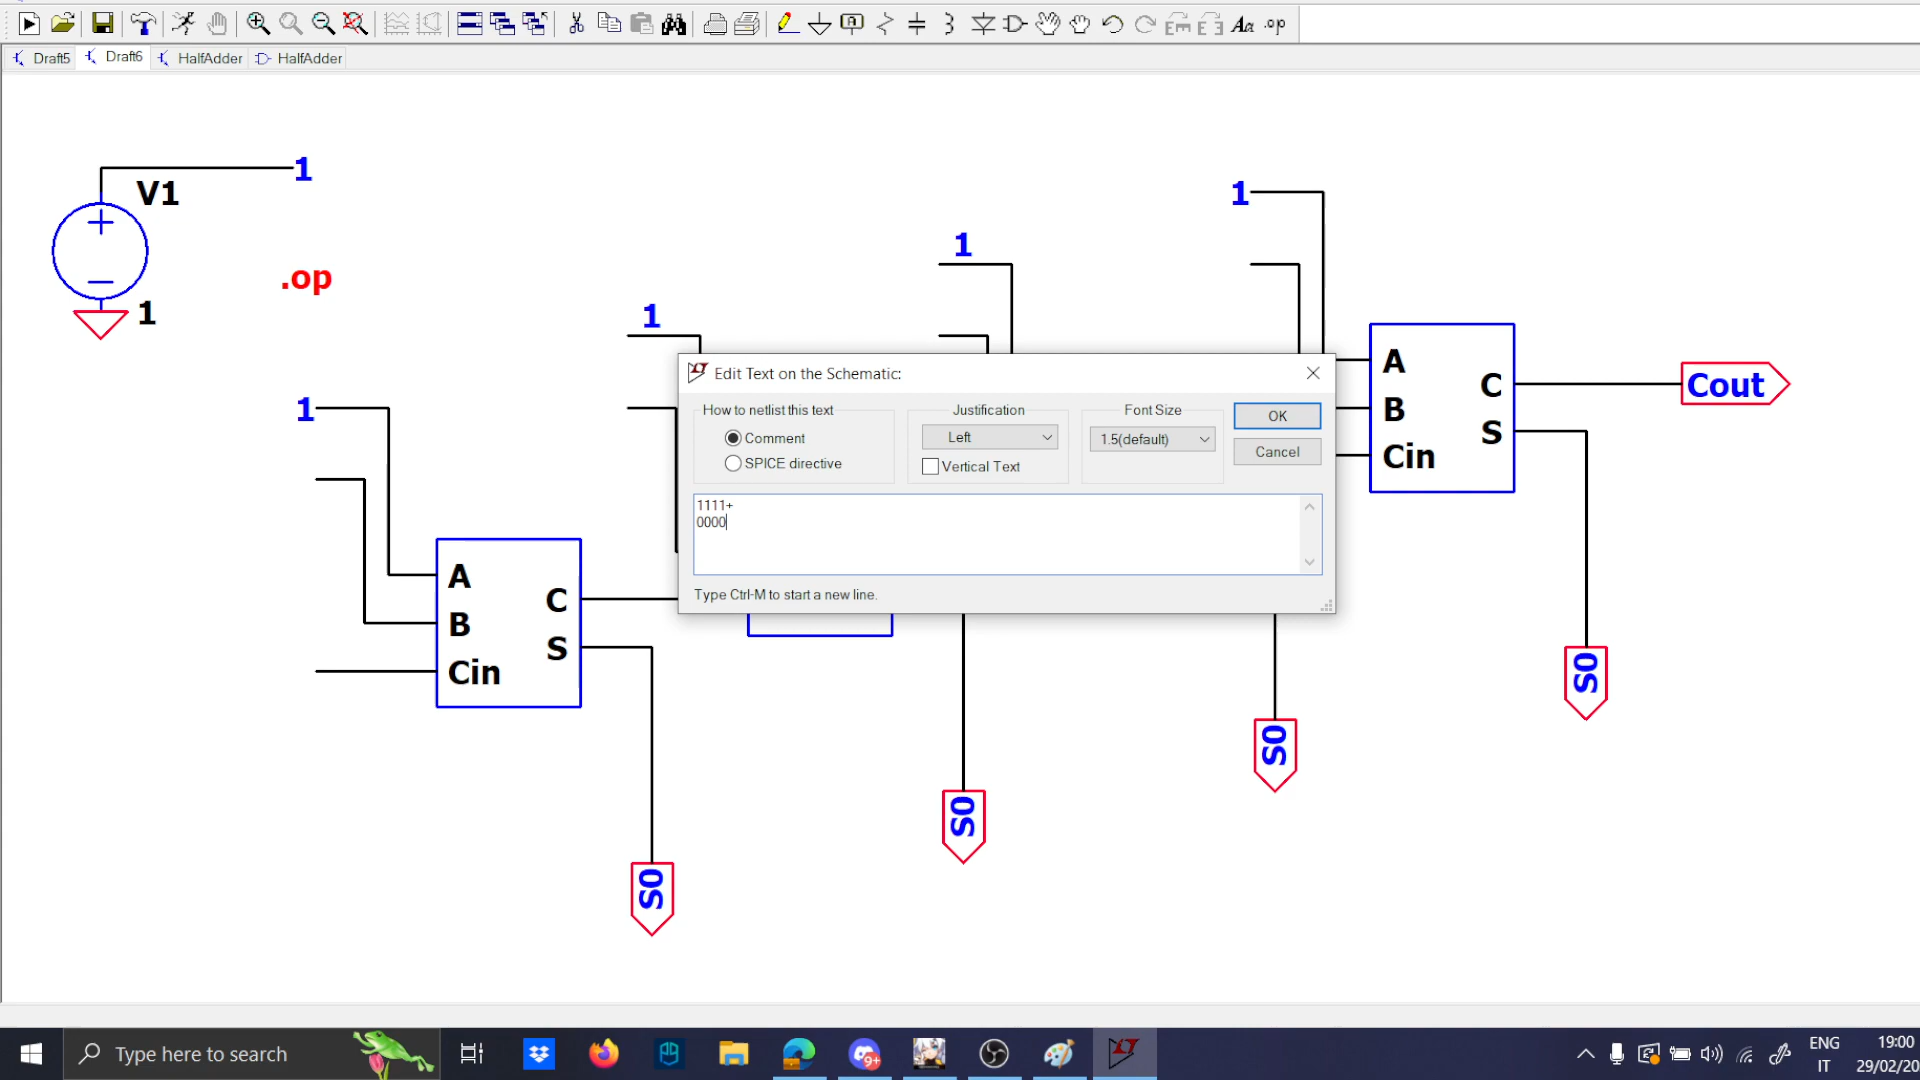 Draft5
Draft6
HalfAdder
HalfAdder
A
Aa
.op
1
V1
1
.op
1
1
1
1
A
B
Cin
C
S
A
B
Cin
C
S
Cout
S0
S0
S0
S0
Edit Text on the Schematic:
How to netlist this text
Comment
SPICE directive
Justification
Left
Vertical Text
Font Size
1.5(default)
OK
Cancel
1111+
0000
Type Ctrl-M to start a new line.
Type here to search
9+
ENG
IT
19:00
29/02/20